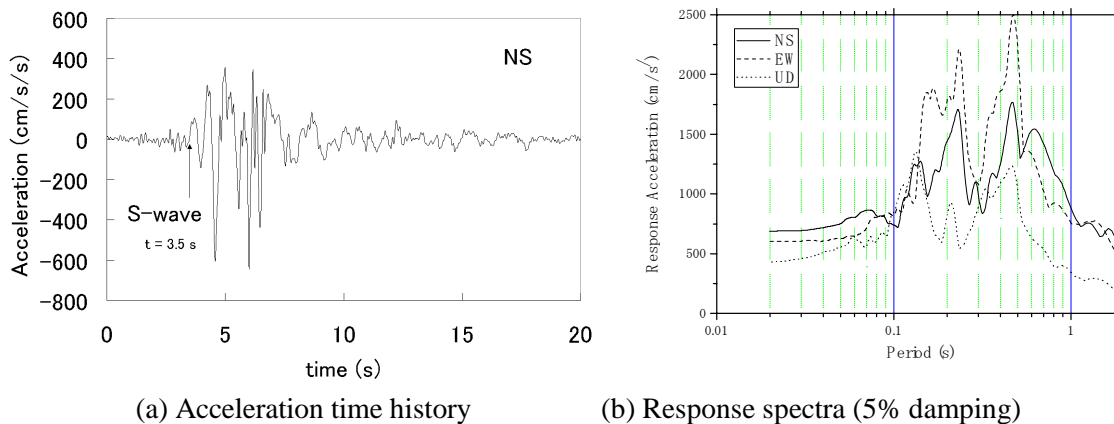 600
400
200
0
-200
-400
-600
-800
Acceleration (cm/s/s)
NS
S-wave
t = 3.5 s
0 5 10 15 20
time (s)
(a) Acceleration time history
2500
2000
1500
1000
500
0
Response Acceleration (cm/s²)
NS
EW
UD
0.01 0.1 1
Period (s)
(b) Response spectra (5% damping)